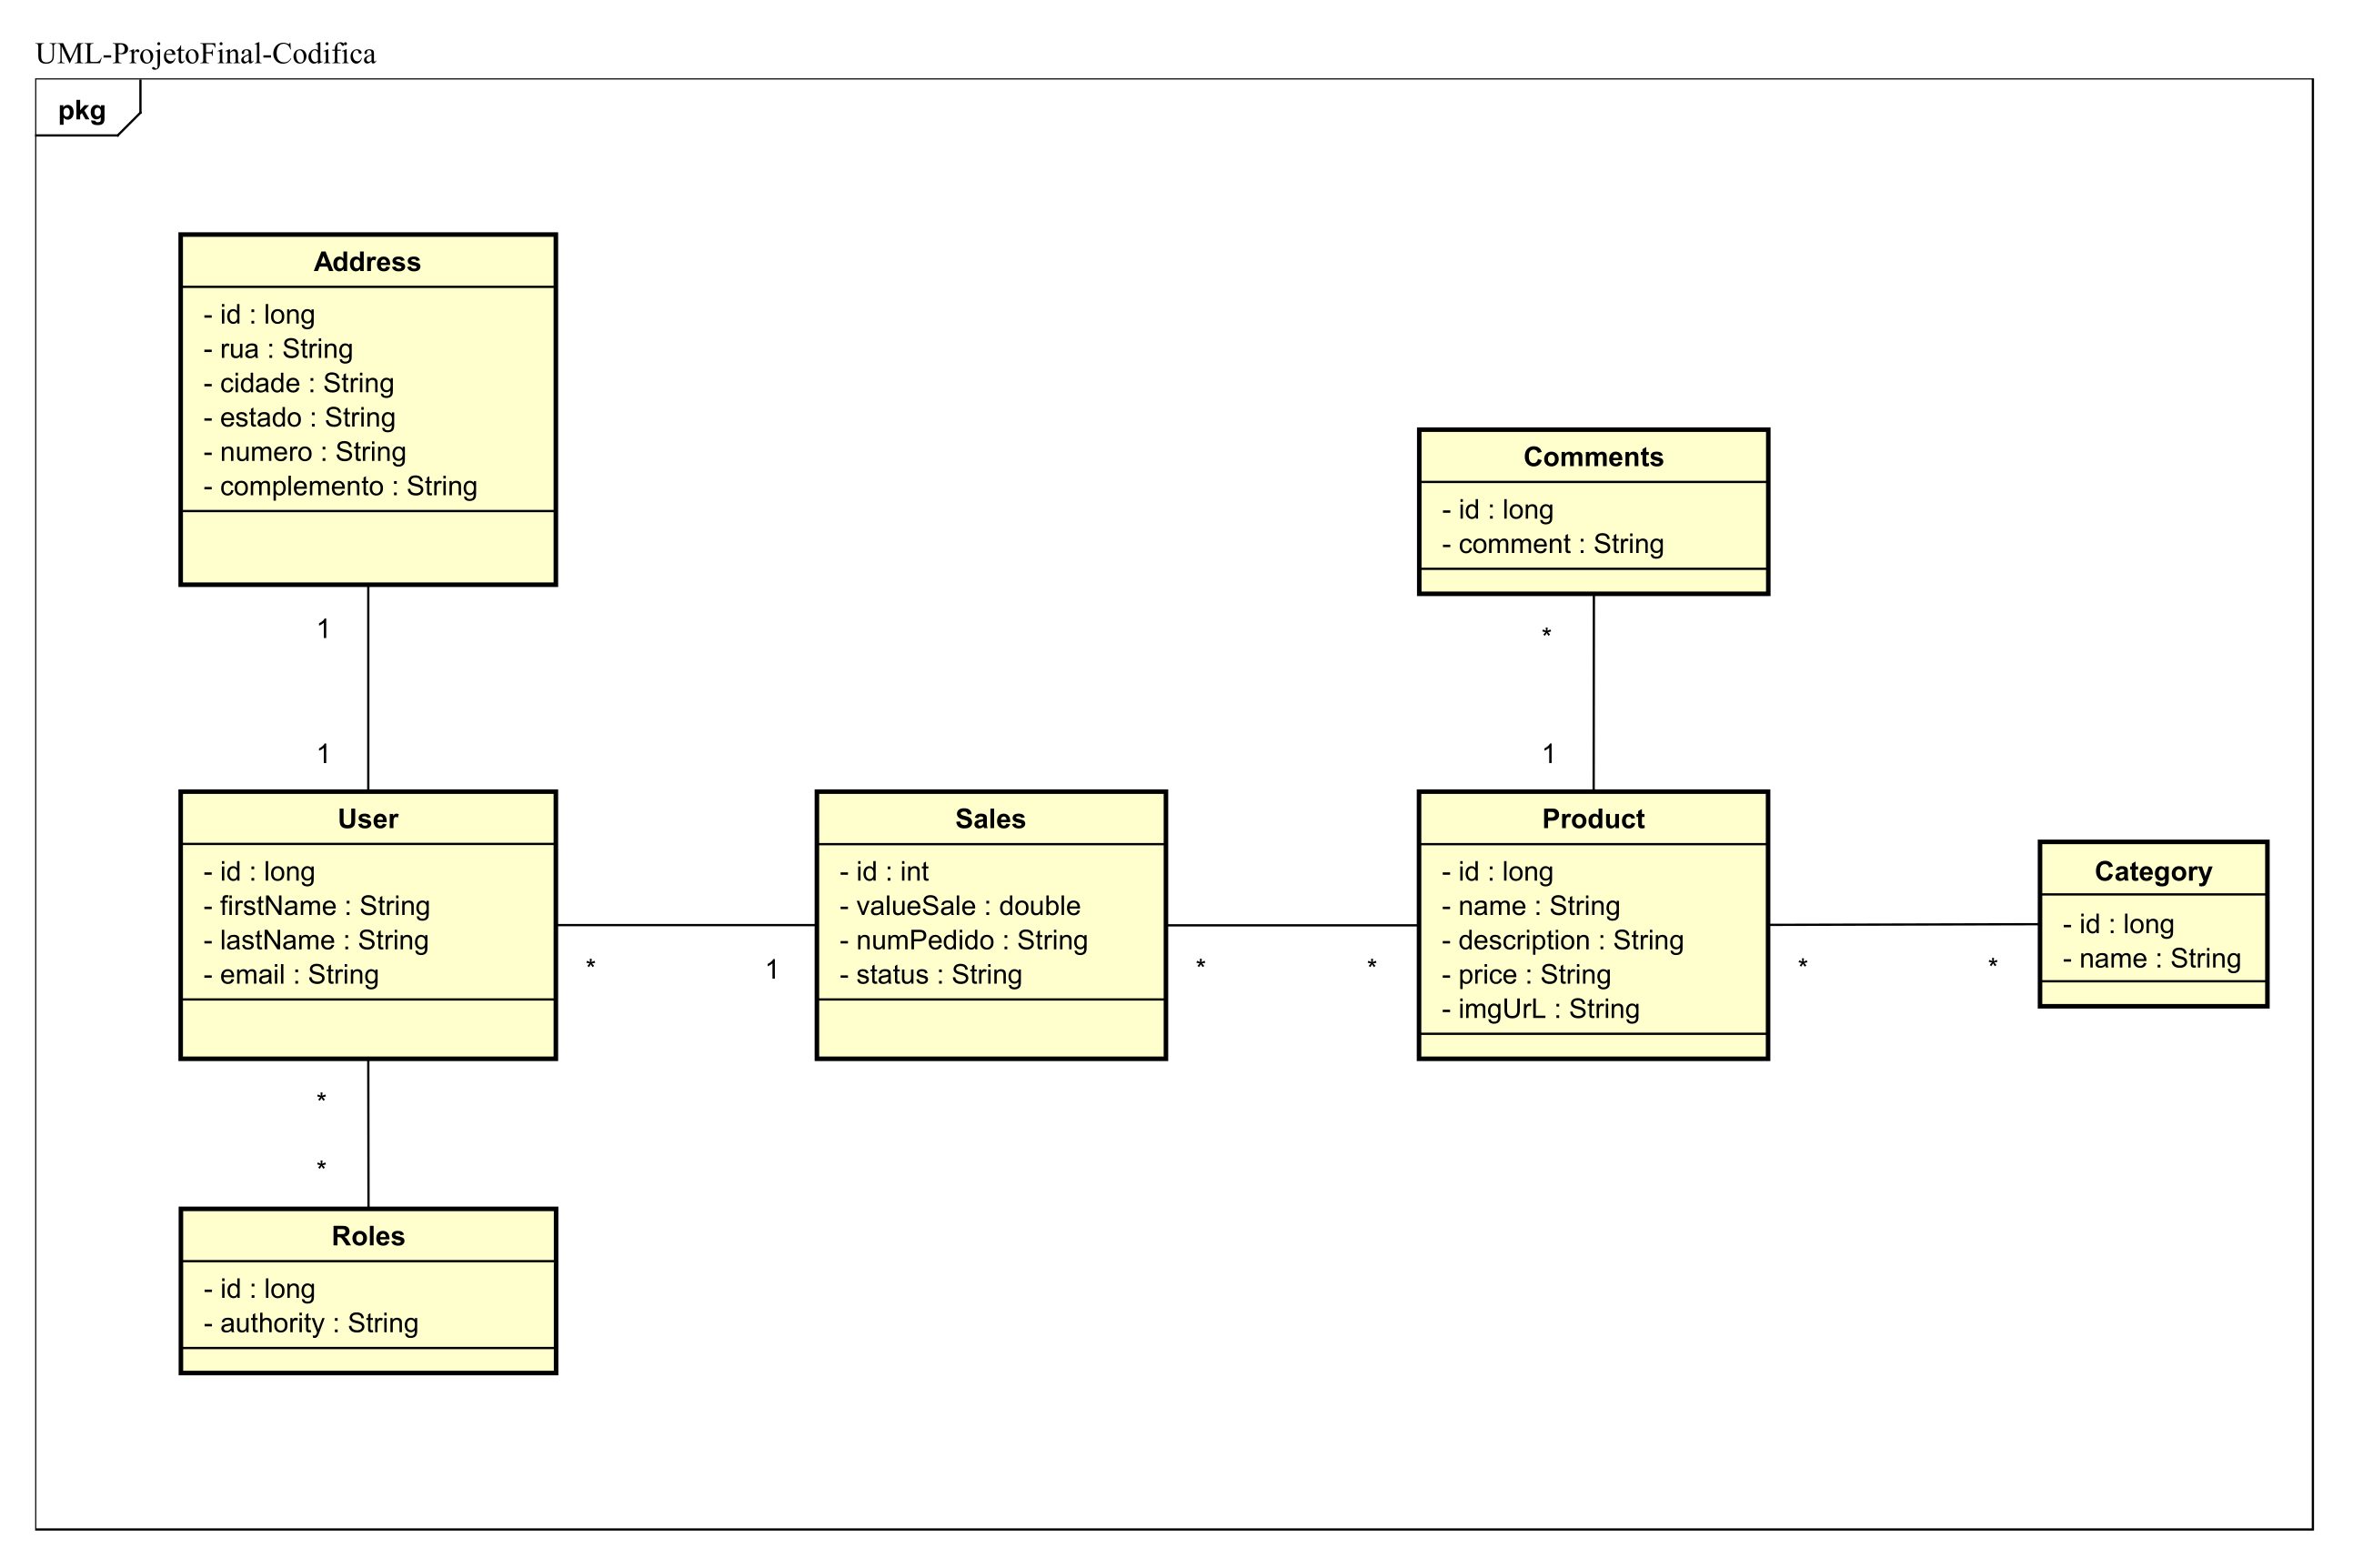 UML-ProjetoFinal-Codifica
pkg
Address
- id : long
- rua : String
- cidade : String
- estado : String
- numero : String
- complemento : String
1
1
User
- id : long
- firstName : String
- lastName : String
- email : String
*
1
*
*
Roles
- id : long
- authority : String
Sales
- id : int
- valueSale : double
- numPedido : String
- status : String
*
*
Comments
- id : long
- comment : String
*
1
Product
- id : long
- name : String
- description : String
- price : String
- imgUrL : String
*
*
Category
- id : long
- name : String